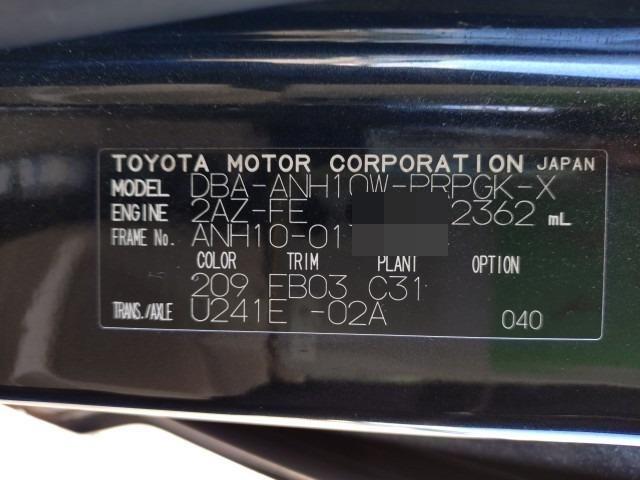 TOYOTA MOTOR CORPORATION JAPAN
MODEL DBA-ANH10W-PRPGK-X
ENGINE 2AZ-FE 2362 mL
FRAME No. ANH10-01
COLOR TRIM PLANT OPTION
209 EB03 C31
TRANS./AXLE U241E -02A 040